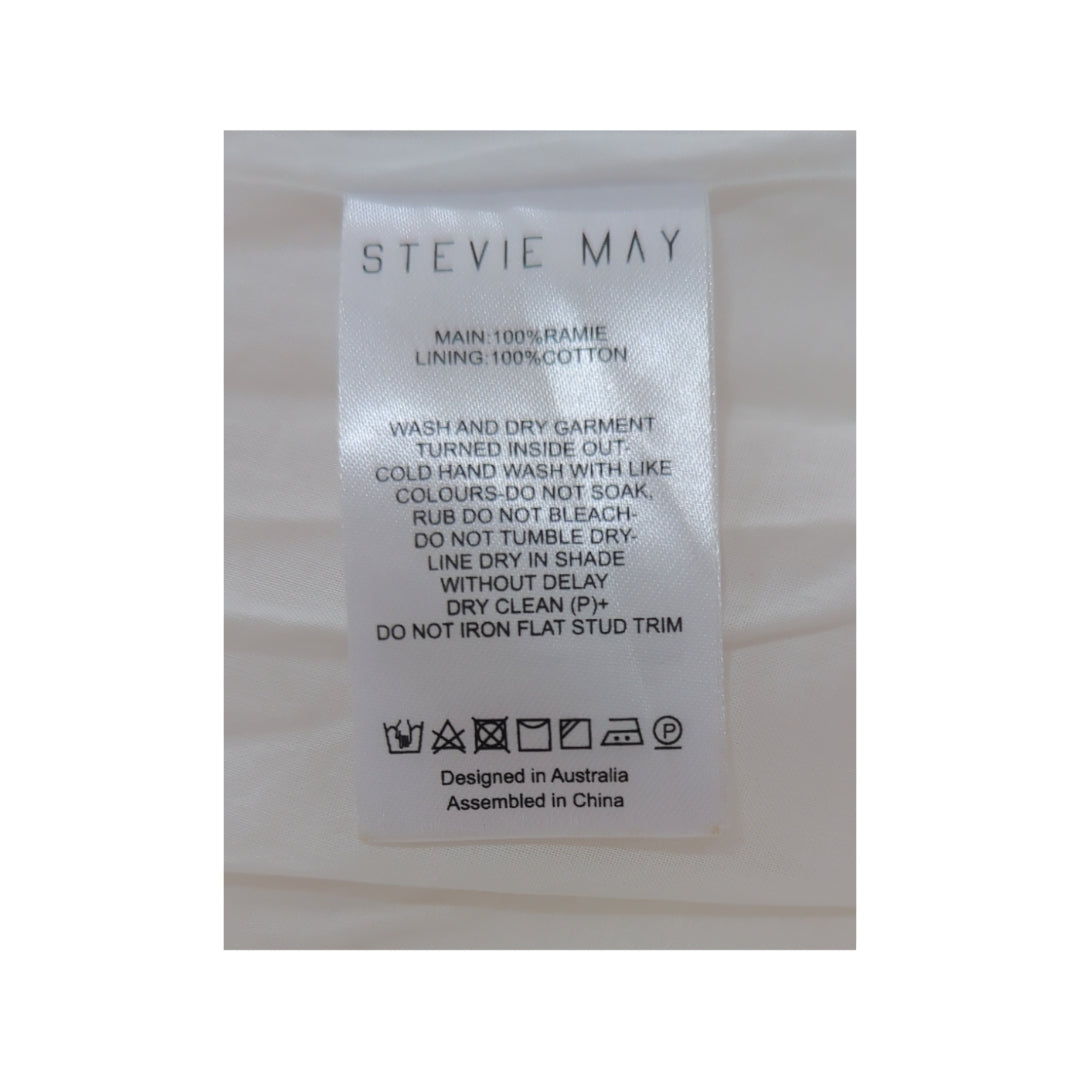 STEVIE MAY
MAIN:100%RAMIE
LINING:100%COTTON
WASH AND DRY GARMENT
TURNED INSIDE OUT-
COLD HAND WASH WITH LIKE
COLOURS-DO NOT SOAK,
RUB DO NOT BLEACH-
DO NOT TUMBLE DRY-
LINE DRY IN SHADE
WITHOUT DELAY
DRY CLEAN (P)+
DO NOT IRON FLAT STUD TRIM
P
Designed in Australia
Assembled in China